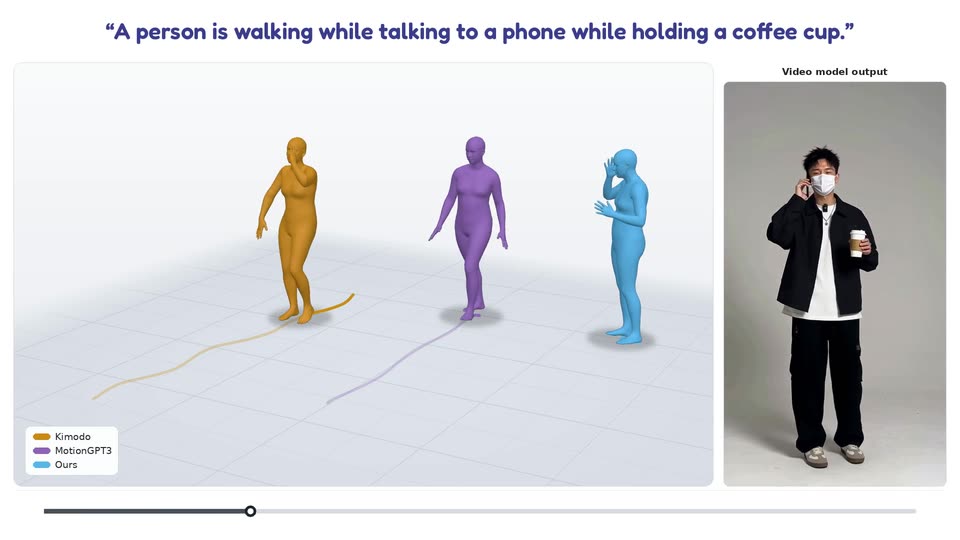 “A person is walking while talking to a phone while holding a coffee cup.”
Video model output
Kimodo
MotionGPT3
Ours